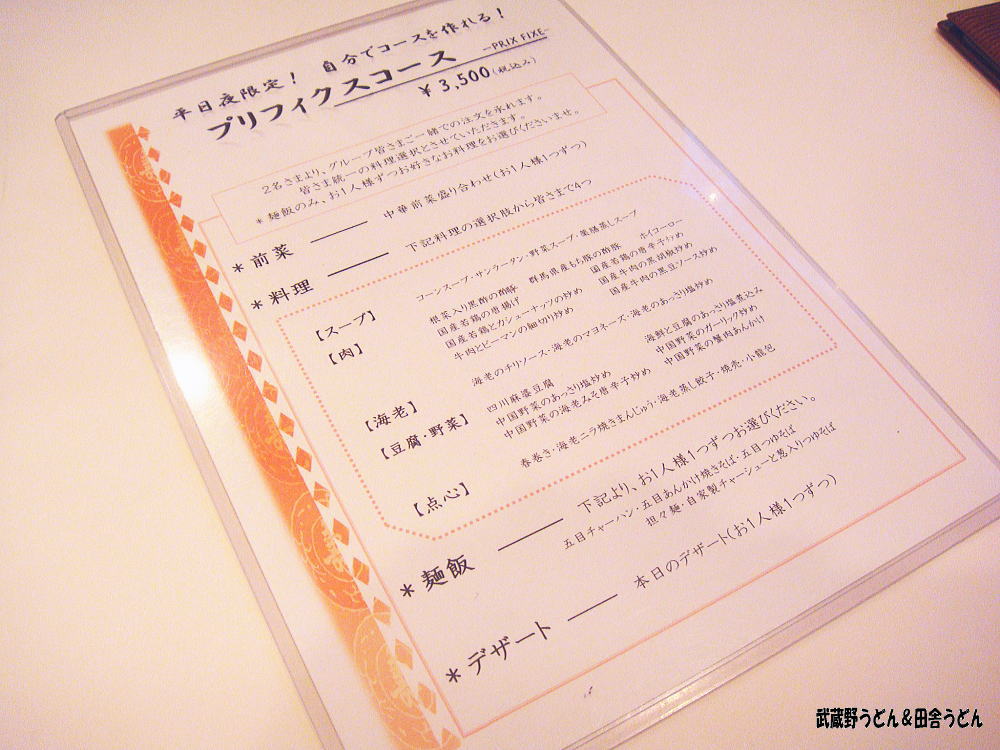 平日夜限定！ 自分でコースを作れる！
プリフィクスコース -PRIX FIXE-
¥3,500(税込み)
2名さまより、グループ皆さまご一緒での注文を承れます。
皆さま統一の料理選択とさせていただきます。
*麺飯のみ、お1人様ずつお好きなお料理をお選びくださいませ。
*前菜 ―― 中華前菜盛り合わせ(お1人様1つずつ)
*料理 ―― 下記料理の選択肢から皆さまで4つ
【スープ】 コーンスープ・サンラータン・野菜スープ・薬膳蒸しスープ
【肉】 根菜入り黒酢の酢豚 群馬県産もち豚の酢豚 ホイコーロー
国産若鶏の唐揚げ 国産若鶏の唐辛子炒め
国産若鶏とカシューナッツの炒め 国産牛肉の黒胡椒炒め
牛肉とピーマンの細切り炒め 国産牛肉の黒豆ソース炒め
【海老】 海老のチリソース・海老のマヨネーズ・海老のあっさり塩炒め
【豆腐・野菜】 四川麻婆豆腐 海鮮と豆腐のあっさり塩煮込み
中国野菜のあっさり塩炒め 中国野菜のガーリック炒め
中国野菜の海老みそ唐辛子炒め 中国野菜の蟹肉あんかけ
【点心】 春巻き・海老ニラ焼きまんじゅう・海老蒸し餃子・焼売・小龍包
*麺飯 ―― 下記より、お1人様1つずつお選びください。
五目チャーハン・五目あんかけ焼きそば・五目つゆそば
担々麺・自家製チャーシューと葱入りつゆそば
*デザート ―― 本日のデザート(お1人様1つずつ)
武蔵野うどん＆田舎うどん